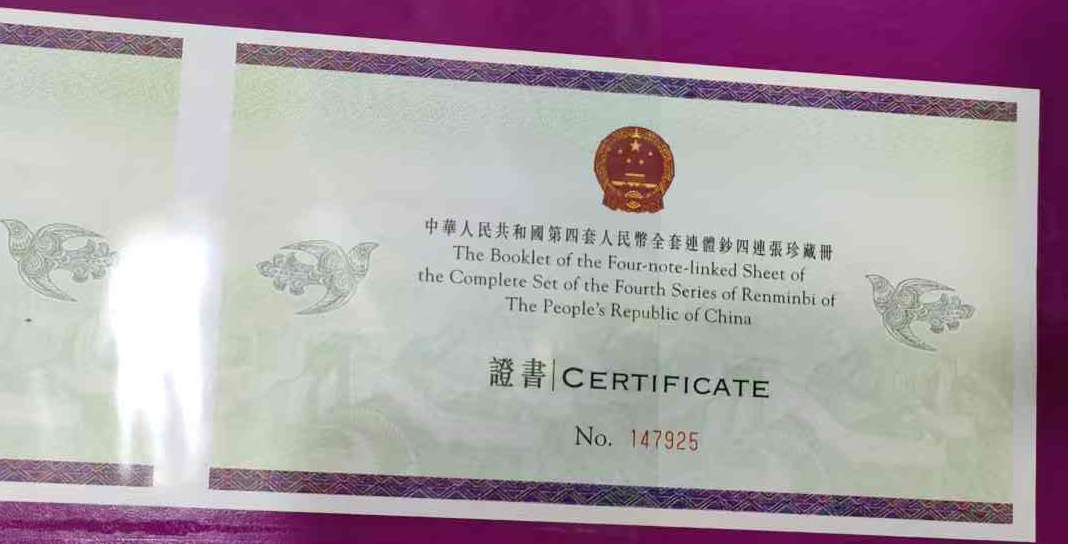 中華人民共和國第四套人民幣全套連體鈔四連張珍藏冊
The Booklet of the Four-note-linked Sheet of
the Complete Set of the Fourth Series of Renminbi of
The People's Republic of China
證書|CERTIFICATE
No. 147925